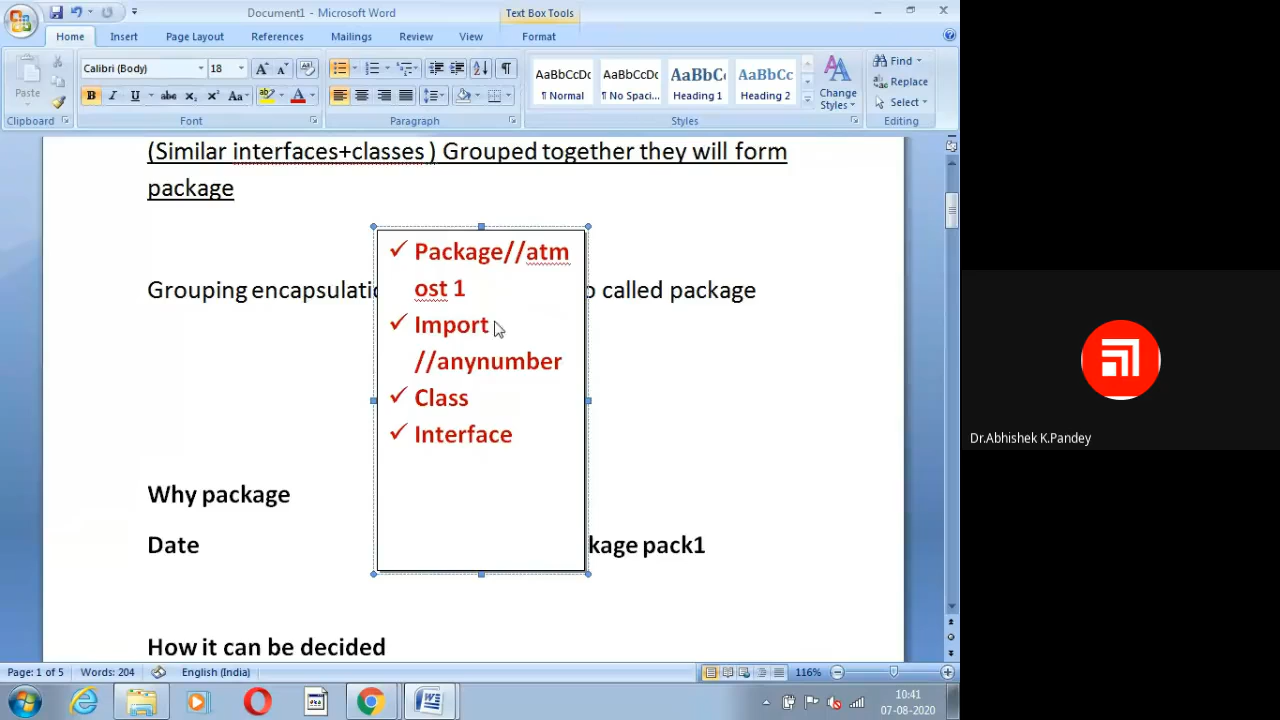 Document1 - Microsoft Word
Text Box Tools
Home Insert Page Layout References Mailings Review View Format
Paste
Calibri (Body) 18
Clipboard Font Paragraph Styles Editing
AaBbCcDc AaBbCcDc AaBbC AaBbCc
¶ Normal ¶ No Spaci... Heading 1 Heading 2
Change Styles
Find
Replace
Select
(Similar interfaces+classes ) Grouped together they will form
package
Package//atm
ost 1
Grouping encapsulati called package
Import
//anynumber
Class
Interface
Why package
Date kage pack1
How it can be decided
Page: 1 of 5 Words: 204 English (India) 116%
10:41
07-08-2020
Dr.Abhishek K.Pandey